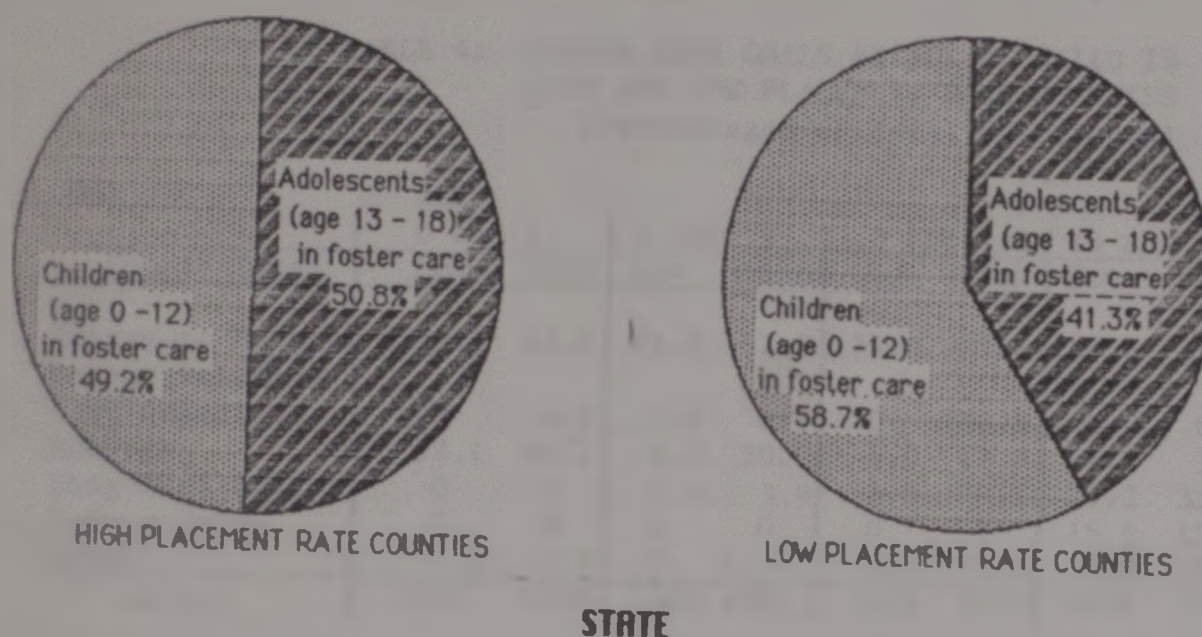 Adolescents
(age 13 - 18)
in foster care
50.8%
Children
(age 0 -12)
in foster care
49.2%
HIGH PLACEMENT RATE COUNTIES
Adolescents
(age 13 - 18)
in foster care
41.3%
Children
(age 0 -12)
in foster care
58.7%
LOW PLACEMENT RATE COUNTIES
STATE